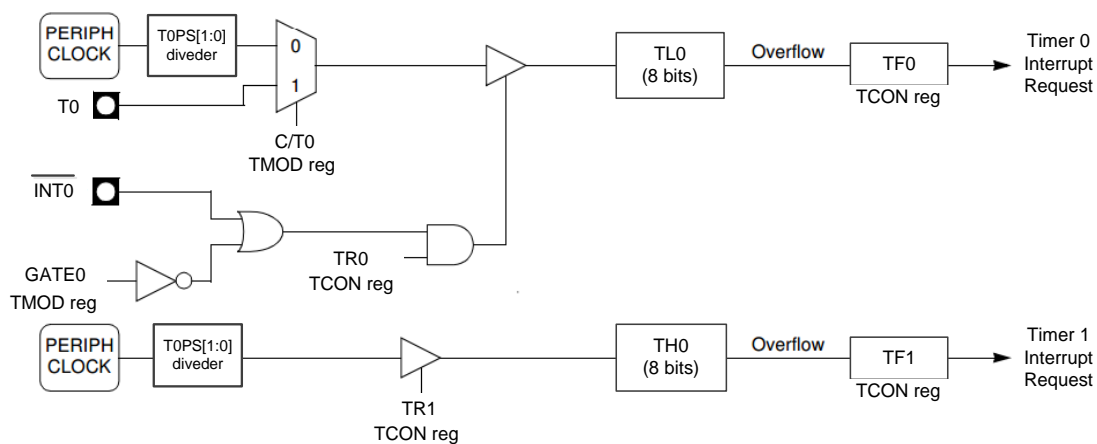 PERIPH
CLOCK
T0PS[1:0]
diveder
0
1
T0
C/T0
TMOD reg
TL0
(8 bits)
Overflow
TF0
TCON reg
Timer 0
Interrupt
Request
INT0
GATE0
TMOD reg
TR0
TCON reg
PERIPH
CLOCK
T0PS[1:0]
diveder
TR1
TCON reg
TH0
(8 bits)
Overflow
TF1
TCON reg
Timer 1
Interrupt
Request